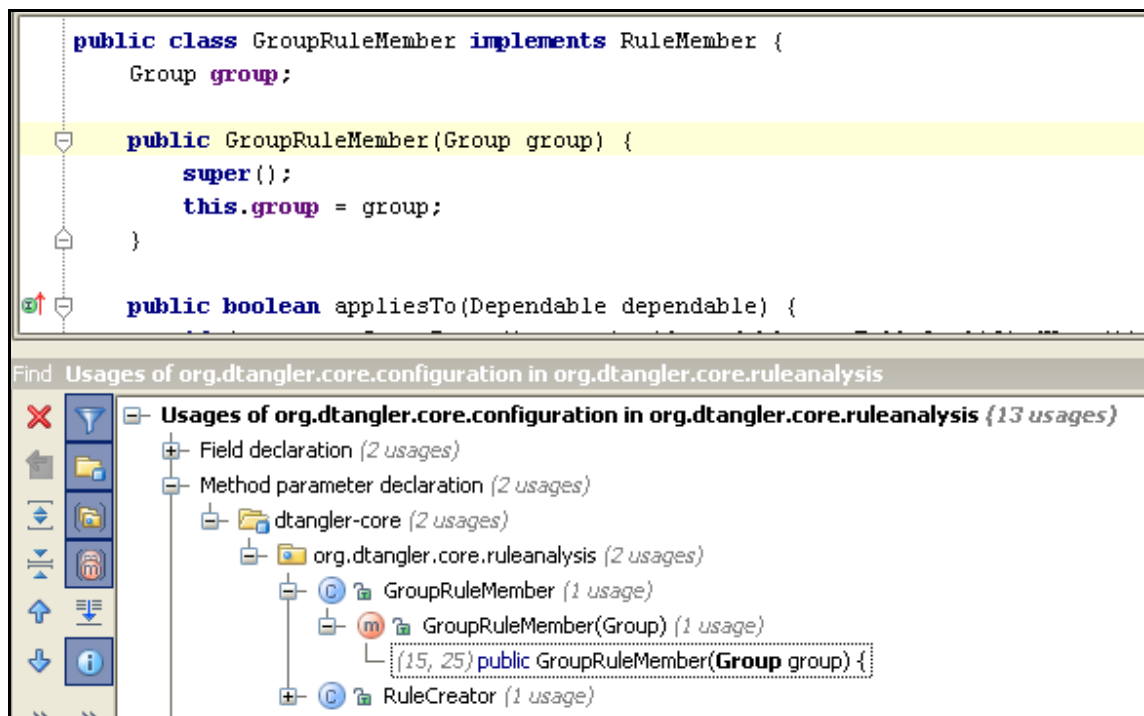 public class GroupRuleMember implements RuleMember {
Group group;
public GroupRuleMember(Group group) {
super();
this.group = group;
}
public boolean appliesTo(Dependable dependable) {
Find Usages of org.dtangler.core.configuration in org.dtangler.core.ruleanalysis
Usages of org.dtangler.core.configuration in org.dtangler.core.ruleanalysis (13 usages)
Field declaration (2 usages)
Method parameter declaration (2 usages)
dtangler-core (2 usages)
org.dtangler.core.ruleanalysis (2 usages)
GroupRuleMember (1 usage)
GroupRuleMember(Group) (1 usage)
(15, 25) public GroupRuleMember(Group group) {
RuleCreator (1 usage)